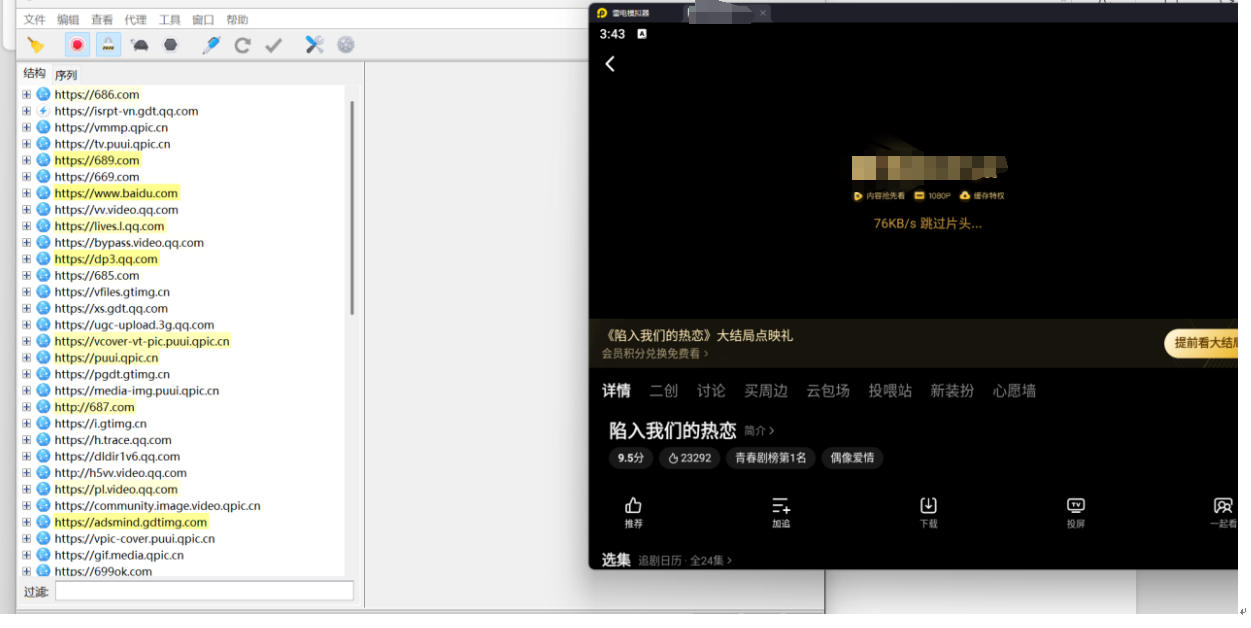 文件 编辑 查看 代理 工具 窗口 帮助
结构 序列
https://686.com
https://isrpt-vn.gdt.qq.com
https://vmmp.qpic.cn
https://tv.puui.qpic.cn
https://689.com
https://669.com
https://www.baidu.com
https://vv.video.qq.com
https://lives.l.qq.com
https://bypass.video.qq.com
https://dp3.qq.com
https://685.com
https://vfiles.gtimg.cn
https://xs.gdt.qq.com
https://ugc-upload.3g.qq.com
https://vcover-vt-pic.puui.qpic.cn
https://puui.qpic.cn
https://pgdt.gtimg.cn
https://media-img.puui.qpic.cn
http://687.com
https://i.gtimg.cn
https://h.trace.qq.com
https://dldir1v6.qq.com
http://h5vv.video.qq.com
https://pl.video.qq.com
https://community.image.video.qpic.cn
https://adsmind.gdtimg.com
https://vpic-cover.puui.qpic.cn
https://gif.media.qpic.cn
https://699ok.com
过滤:
雷电模拟器
3:43 A
内容抢先看 1080P 缓存特权
76KB/s 跳过片头...
《陷入我们的热恋》大结局点映礼
会员积分兑换免费看 >
提前看大结局
详情 二创 讨论 买周边 云包场 投喂站 新装扮 心愿墙
陷入我们的热恋 简介 >
9.5分 23292 青春剧榜第1名 偶像爱情
推荐 加追 下载 投屏 一起看
选集 追剧日历 · 全24集 >